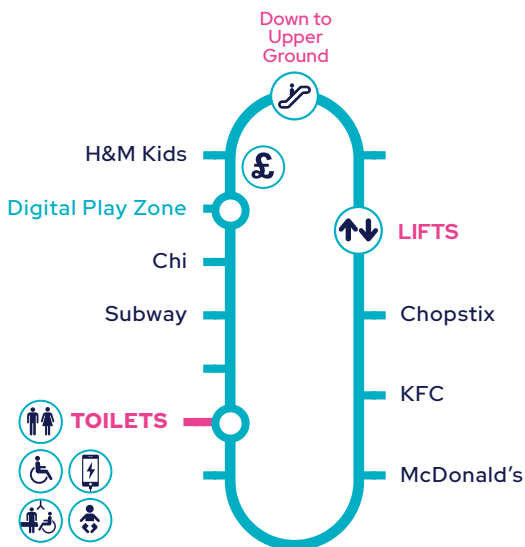 Down to
Upper
Ground
H&M Kids
£
Digital Play Zone
LIFTS
Chi
Subway
Chopstix
KFC
TOILETS
McDonald's